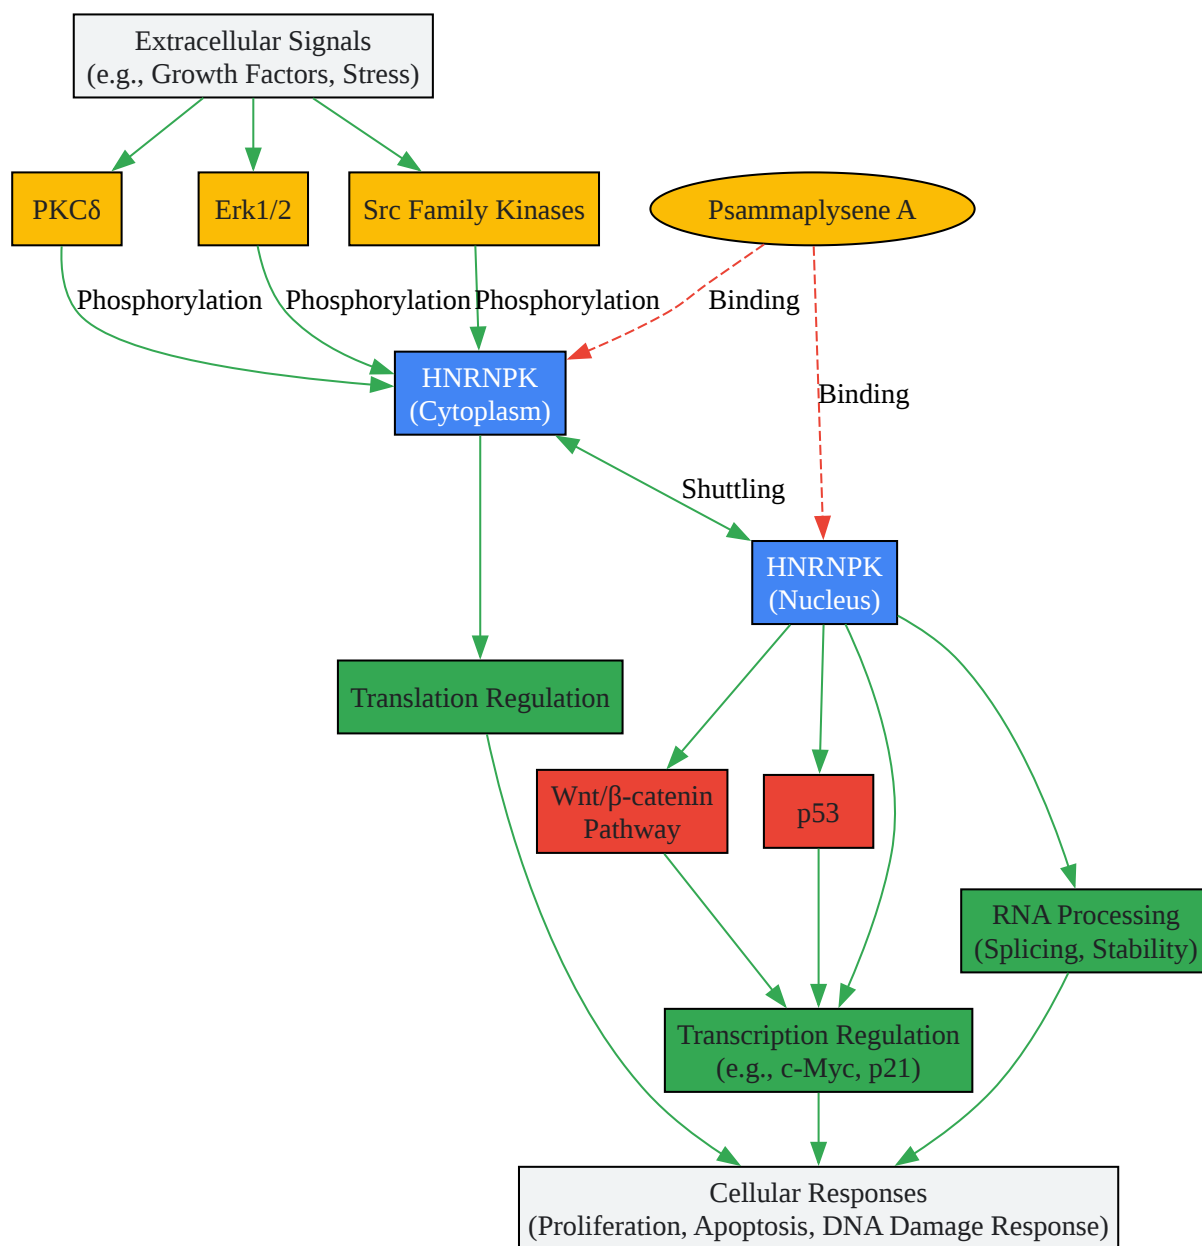 Extracellular Signals
(e.g., Growth Factors, Stress)
PKCδ
Erk1/2
Src Family Kinases
Psammaplysene A
Phosphorylation
Phosphorylation
Phosphorylation
Binding
HNRNPK
(Cytoplasm)
Binding
Shuttling
HNRNPK
(Nucleus)
Translation Regulation
Wnt/β-catenin
Pathway
p53
RNA Processing
(Splicing, Stability)
Transcription Regulation
(e.g., c-Myc, p21)
Cellular Responses
(Proliferation, Apoptosis, DNA Damage Response)